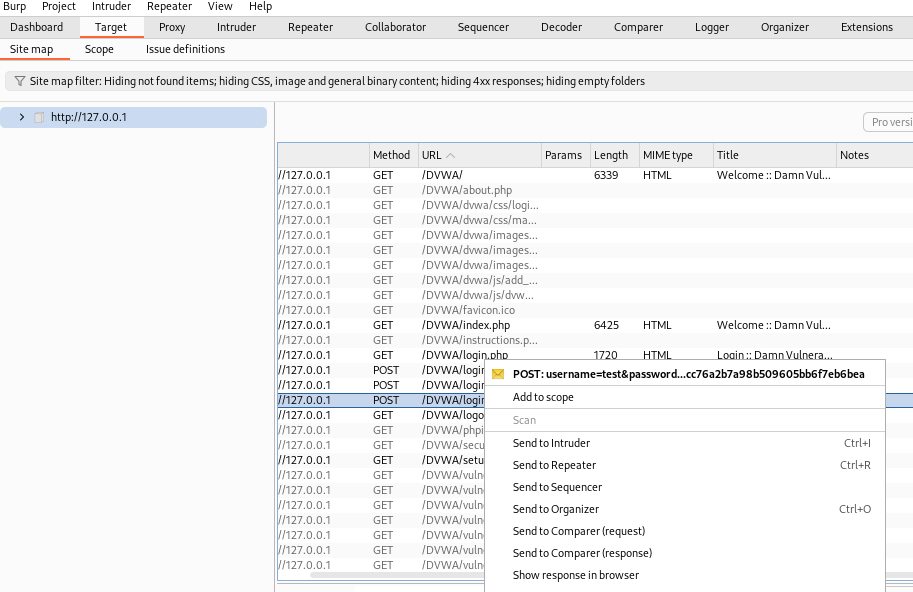 Burp Project Intruder Repeater View Help
Dashboard Target Proxy Intruder Repeater Collaborator Sequencer Decoder Comparer Logger Organizer Extensions
Site map Scope Issue definitions
Site map filter: Hiding not found items; hiding CSS, image and general binary content; hiding 4xx responses; hiding empty folders
http://127.0.0.1
Pro versi
Method URL Params Length MIME type Title Notes
//127.0.0.1 GET /DVWA/ 6339 HTML Welcome :: Damn Vul...
//127.0.0.1 GET /DVWA/about.php
//127.0.0.1 GET /DVWA/dvwa/css/logi...
//127.0.0.1 GET /DVWA/dvwa/css/ma...
//127.0.0.1 GET /DVWA/dvwa/images...
//127.0.0.1 GET /DVWA/dvwa/images...
//127.0.0.1 GET /DVWA/dvwa/images...
//127.0.0.1 GET /DVWA/dvwa/js/add_...
//127.0.0.1 GET /DVWA/dvwa/js/dvw...
//127.0.0.1 GET /DVWA/favicon.ico
//127.0.0.1 GET /DVWA/index.php 6425 HTML Welcome :: Damn Vul...
//127.0.0.1 GET /DVWA/instructions.p...
//127.0.0.1 GET /DVWA/login.php 1720 HTML Login :: Damn Vulnera...
//127.0.0.1 POST /DVWA/login
//127.0.0.1 POST /DVWA/login
//127.0.0.1 POST /DVWA/login
//127.0.0.1 GET /DVWA/logo
//127.0.0.1 GET /DVWA/phpi
//127.0.0.1 GET /DVWA/secu
//127.0.0.1 GET /DVWA/setu
//127.0.0.1 GET /DVWA/vuln
//127.0.0.1 GET /DVWA/vuln
//127.0.0.1 GET /DVWA/vuln
//127.0.0.1 GET /DVWA/vuln
//127.0.0.1 GET /DVWA/vuln
//127.0.0.1 GET /DVWA/vuln
//127.0.0.1 GET /DVWA/vuln
POST: username=test&password...cc76a2b7a98b509605bb6f7eb6bea
Add to scope
Scan
Send to Intruder Ctrl+I
Send to Repeater Ctrl+R
Send to Sequencer
Send to Organizer Ctrl+O
Send to Comparer (request)
Send to Comparer (response)
Show response in browser